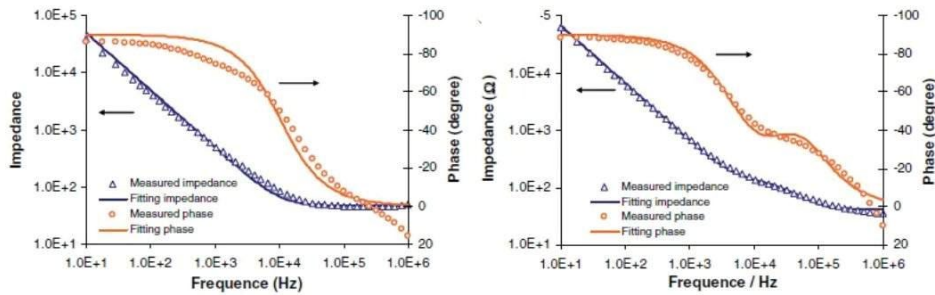 1.0E+5
1.0E+4
1.0E+3
1.0E+2
1.0E+1
Impedance
-100
-80
-60
-40
-20
0
20
Phase (degree)
Measured impedance
Fitting impedance
Measured phase
Fitting phase
1.0E+1
1.0E+2
1.0E+3
1.0E+4
1.0E+5
1.0E+6
Frequence (Hz)
-5
1.0E+4
1.0E+3
1.0E+2
1.0E+1
Impedance (Ω)
-100
-80
-60
-40
-20
0
20
Phase (degree)
Measured impedance
Fitting impedance
Measured phase
Fitting phase
1.0E+1
1.0E+2
1.0E+3
1.0E+4
1.0E+5
1.0E+6
Frequence / Hz